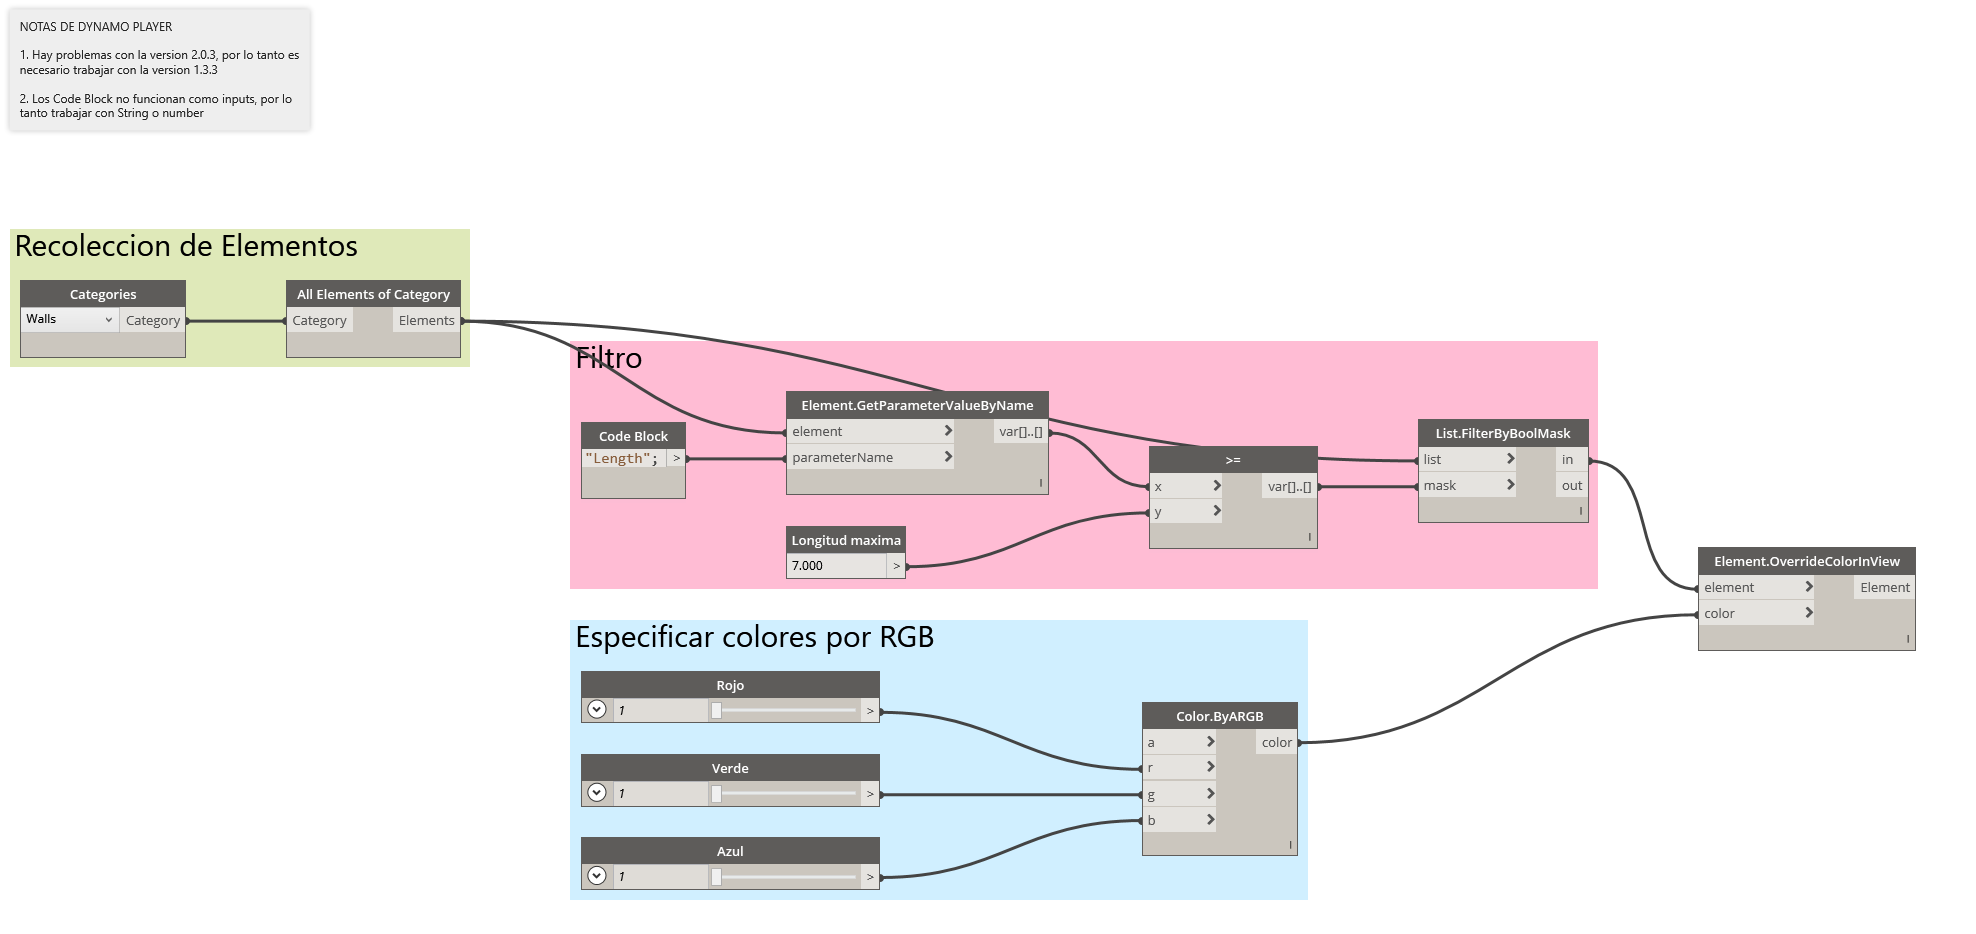 NOTAS DE DYNAMO PLAYER
1. Hay problemas con la version 2.0.3, por lo tanto es
necesario trabajar con la version 1.3.3
2. Los Code Block no funcionan como inputs, por lo
tanto trabajar con String o number
Recoleccion de Elementos
Categories
Walls
Category
All Elements of Category
Category
Elements
Filtro
Code Block
"Length";
>
Element.GetParameterValueByName
element
var[]..[]
parameterName
l
Longitud maxima
7.000
>
>=
x
var[]..[]
y
l
List.FilterByBoolMask
list
in
mask
out
l
Element.OverrideColorInView
element
Element
color
l
Especificar colores por RGB
Rojo
1
>
Verde
1
>
Azul
1
>
Color.ByARGB
a
color
r
g
b
l